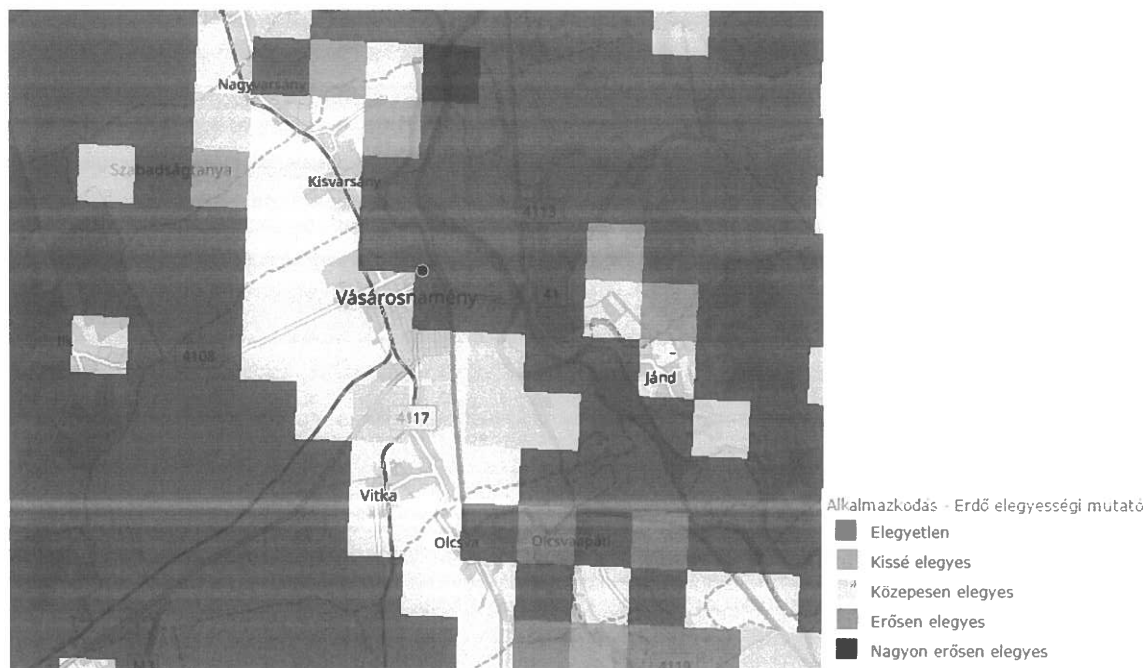 Nagyvarsány
Szabadságtanya
Kisvarsány
4113
Vásárosnamény
41
4108
Jánd
4117
Vitka
Olcsva
Olcsvaapáti
Alkalmazkodás - Erdő elegyességi mutató
Elegyetlen
Kissé elegyes
Közepesen elegyes
Erősen elegyes
Nagyon erősen elegyes